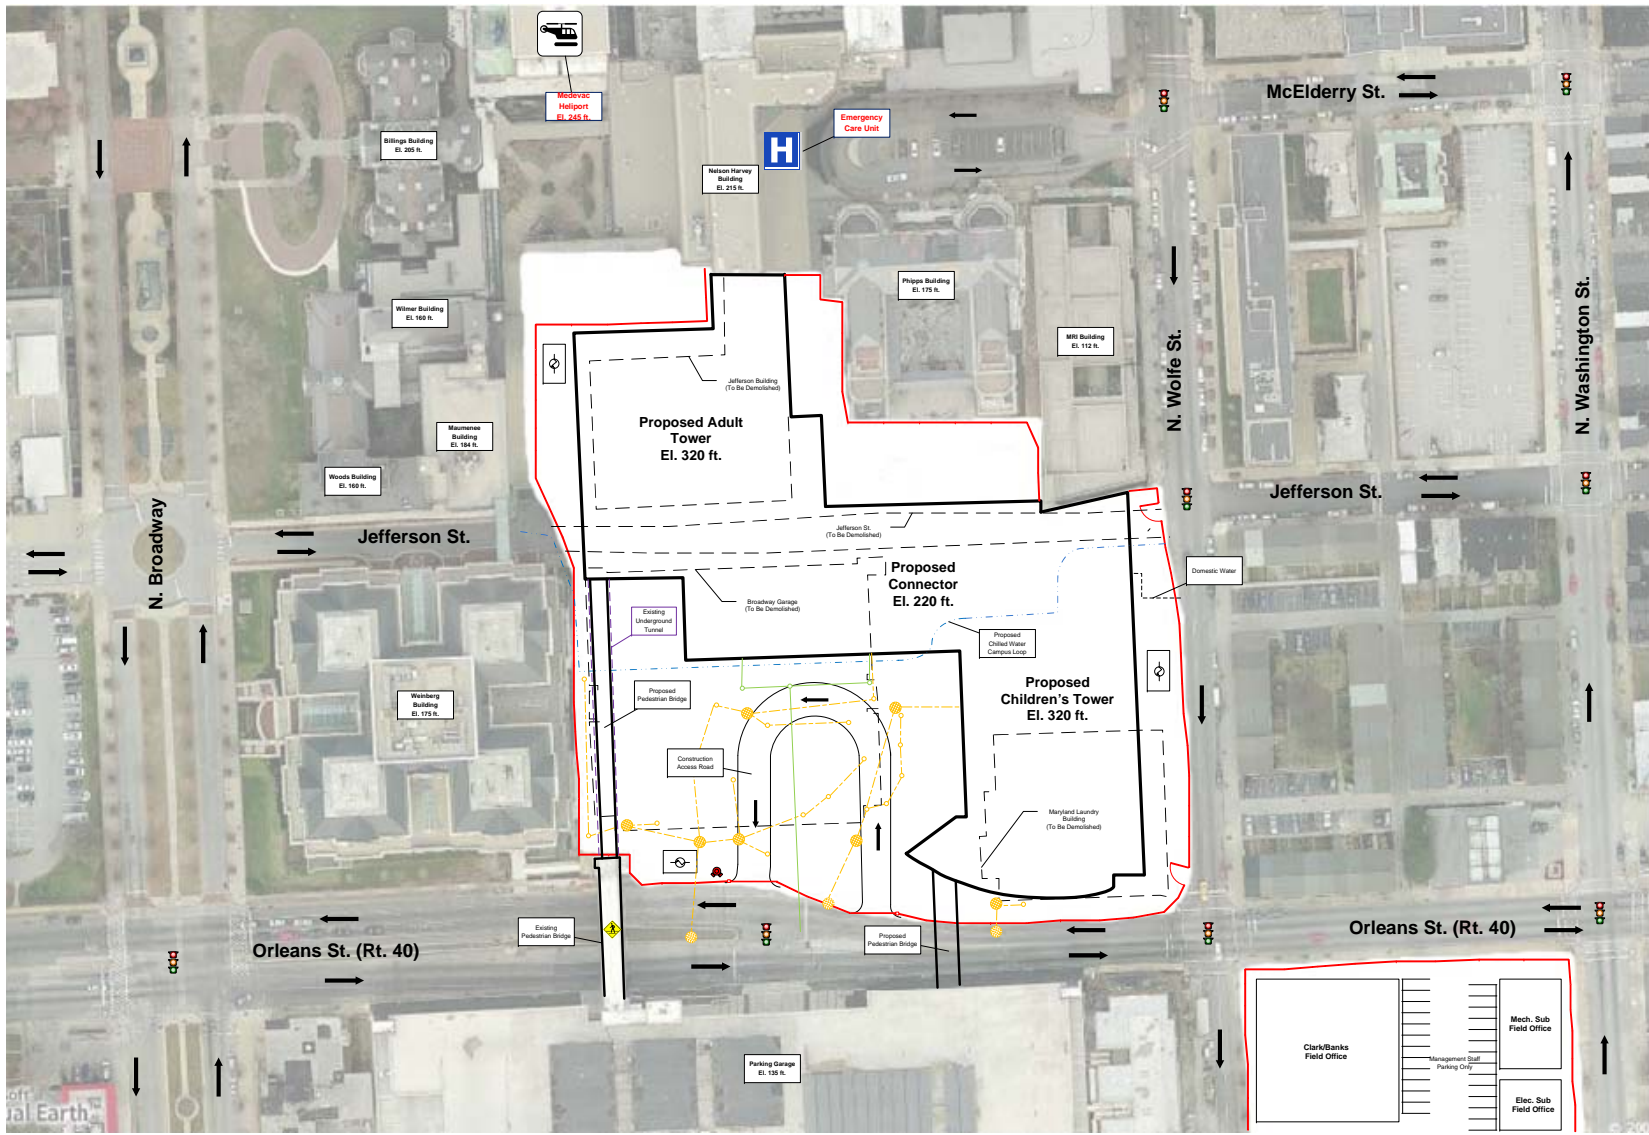 Medevac
Heliport
El. 245 ft.
McElderry St.
Emergency
Care Unit
H
Billings Building
El. 205 ft.
Nelson Harvey
Building
El. 215 ft.
Phipps Building
El. 175 ft.
Wilmer Building
El. 160 ft.
MRI Building
El. 112 ft.
N. Wolfe St.
N. Washington St.
Jefferson Building
(To Be Demolished)
Proposed Adult
Tower
El. 320 ft.
Maumenee
Building
El. 184 ft.
Woods Building
El. 160 ft.
Jefferson St.
Jefferson St.
Jefferson St.
(To Be Demolished)
N. Broadway
Proposed
Connector
El. 220 ft.
Domestic Water
Broadway Garage
(To Be Demolished)
Existing
Underground
Tunnel
Proposed
Chilled Water
Campus Loop
Weinberg
Building
El. 175 ft.
Proposed
Pedestrian Bridge
Proposed
Children's Tower
El. 320 ft.
Construction
Access Road
Maryland Laundry
Building
(To Be Demolished)
Existing
Pedestrian Bridge
Proposed
Pedestrian Bridge
Orleans St. (Rt. 40)
Orleans St. (Rt. 40)
Clark/Banks
Field Office
Management Staff
Parking Only
Mech. Sub
Field Office
Elec. Sub
Field Office
Parking Garage
El. 135 ft.
soft
ual Earth
© 200